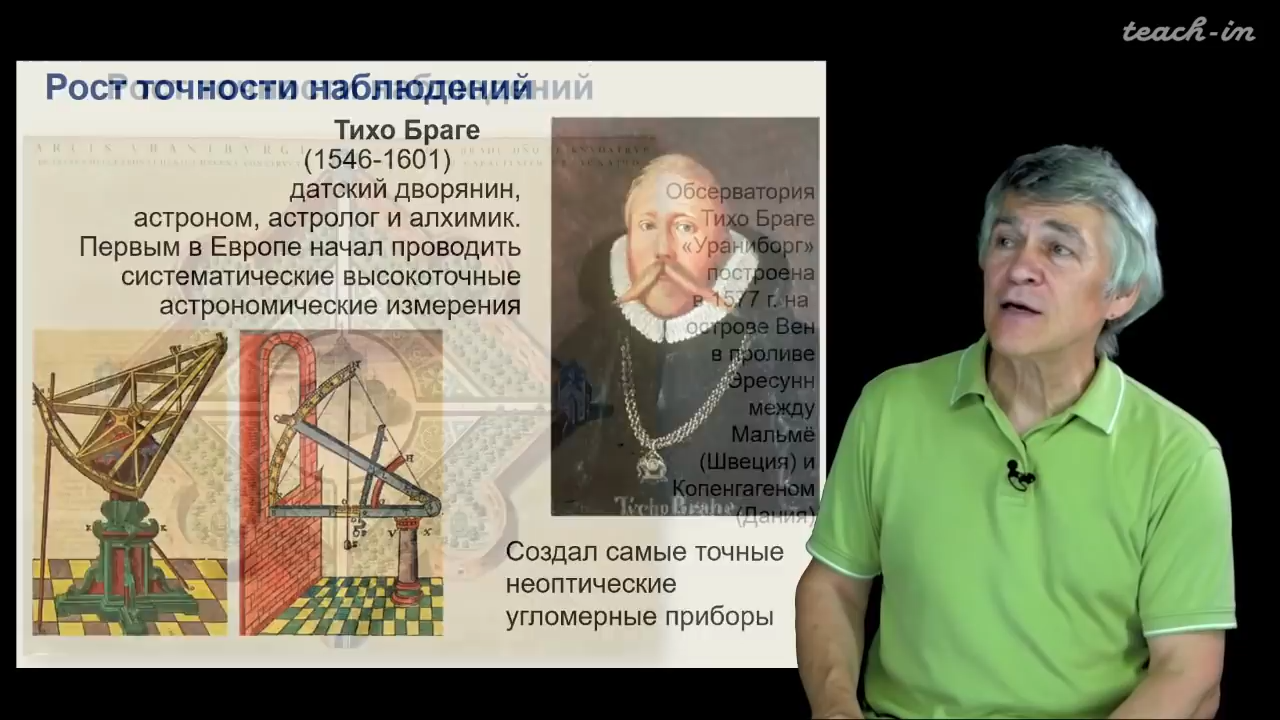 teach-in
Рост точности наблюдений
Тихо Браге
(1546-1601)
датский дворянин,
астроном, астролог и алхимик.
Первым в Европе начал проводить
систематические высокоточные
астрономические измерения
Обсерватория
Тихо Браге
«Ураниборг»
построена
в 1577 г. на
острове Вен
в проливе
Эресунн
между
Мальмё
(Швеция) и
Копенгагеном
(Дания)
Tycho Brahe
Создал самые точные
неоптические
угломерные приборы